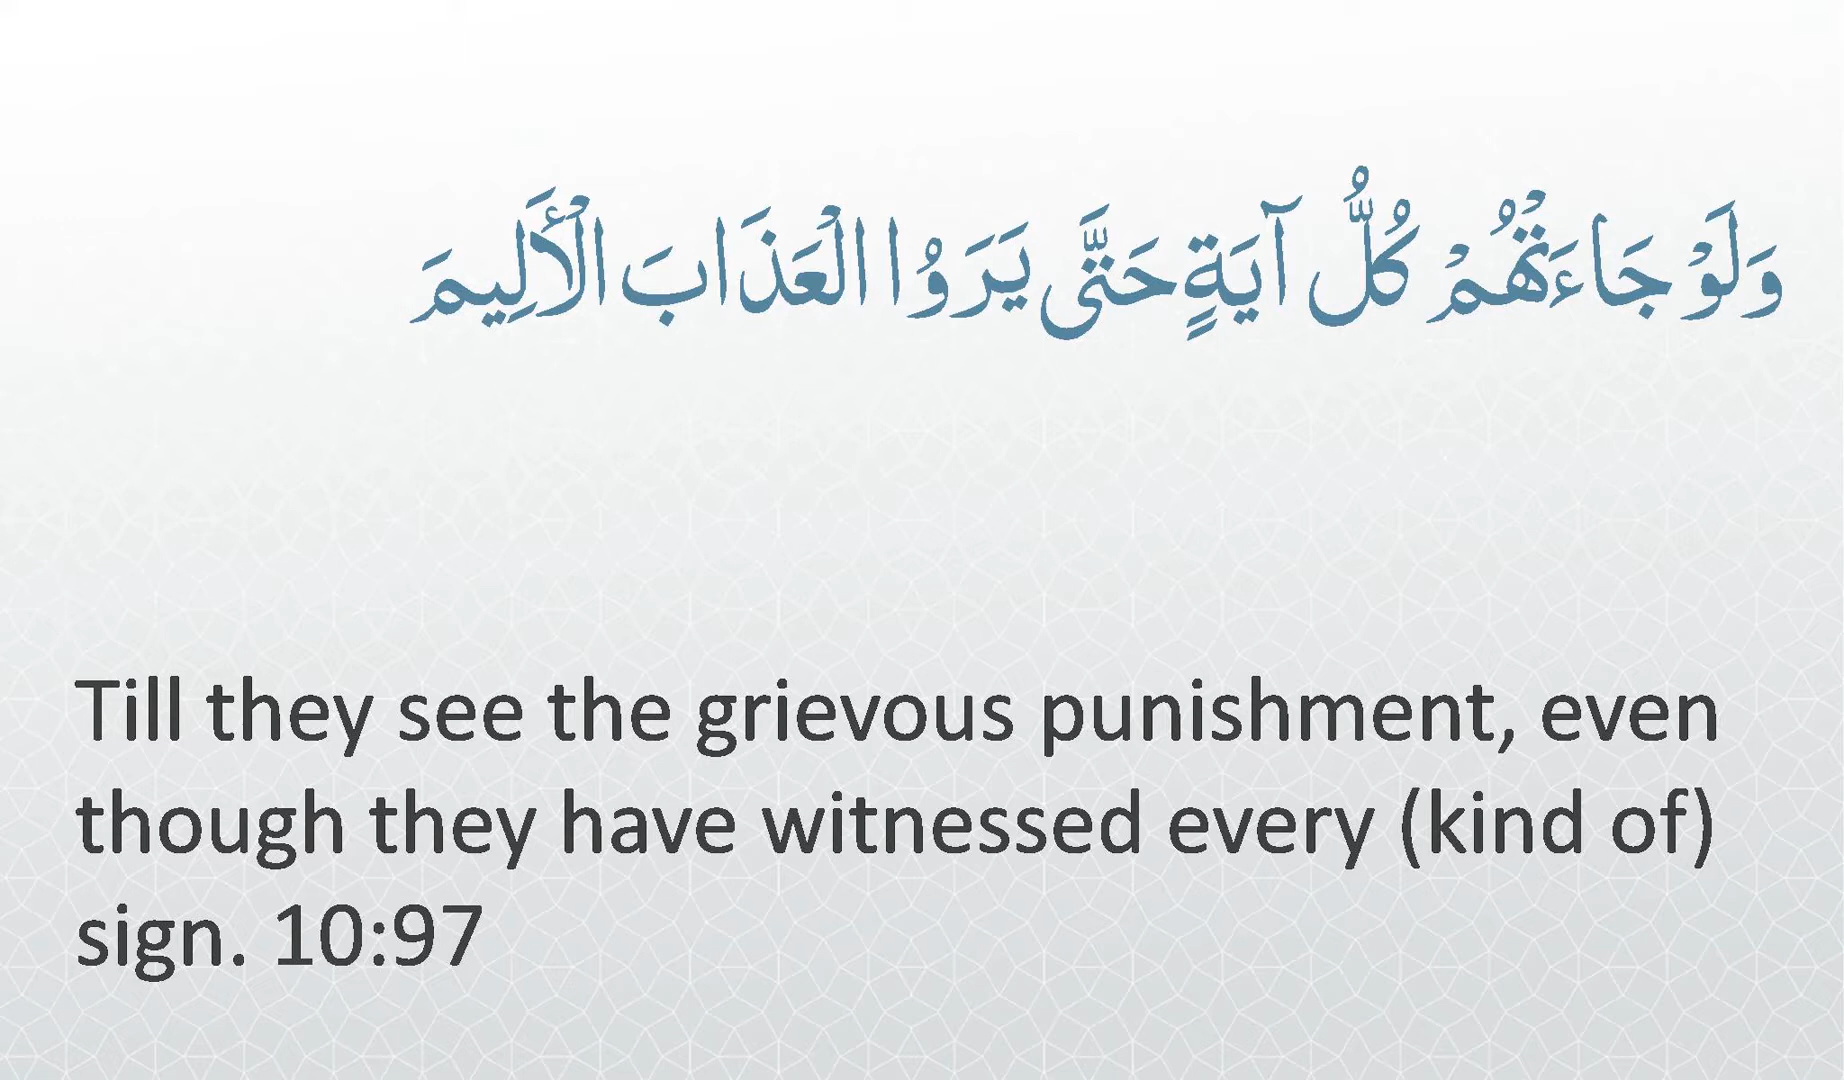 وَلَوْ جَاءَتْهُمْ كُلُّ آيَةٍ حَتَّى يَرَوُا الْعَذَابَ الْأَلِيمَ
Till they see the grievous punishment, even
though they have witnessed every (kind of)
sign. 10:97